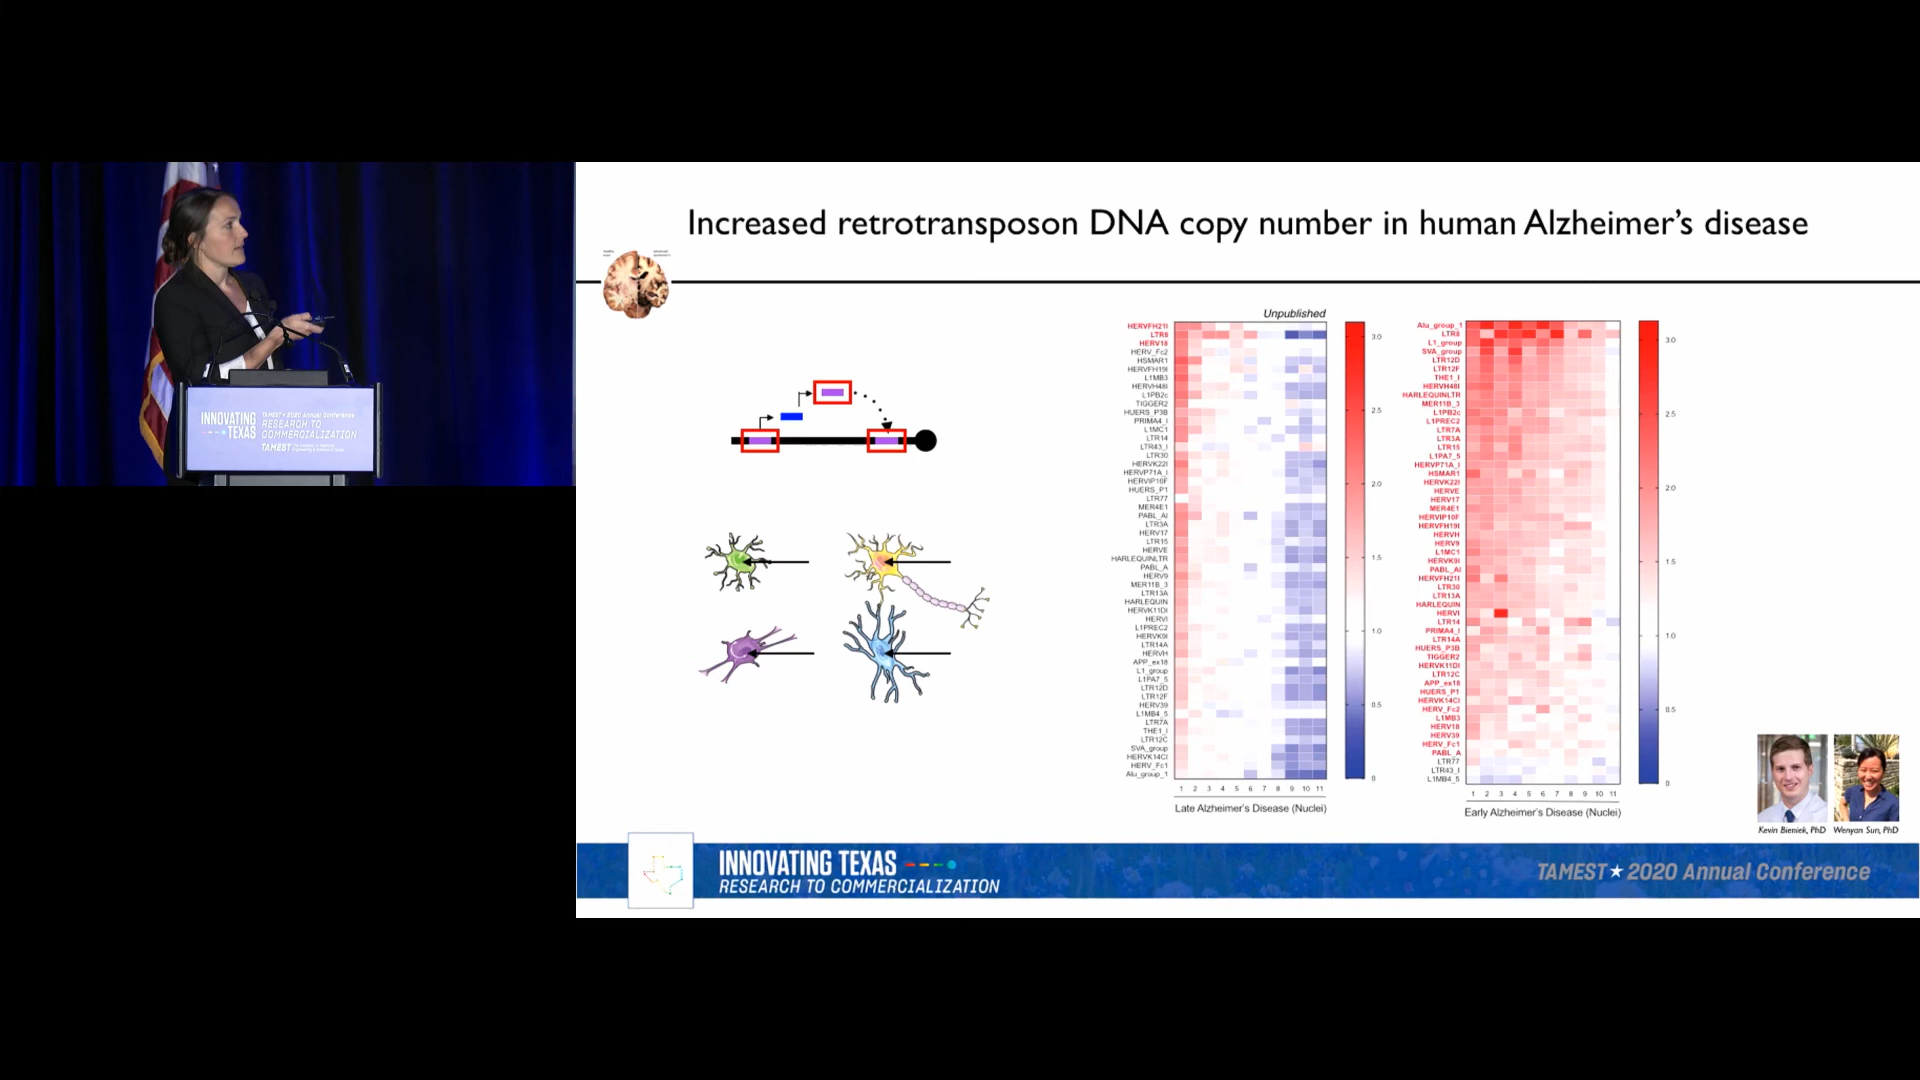 INNOVATING
TEXAS
TAMEST • 2020 Annual Conference
RESEARCH TO
COMMERCIALIZATION
TAMEST
Increased retrotransposon DNA copy number in human Alzheimer's disease
Unpublished
HERVFH21I
LTR8
HERV18
HERV_Fc2
HSMAR1
HERVFH19I
L1MB3
HERVH48I
L1PB2c
TIGGER2
HUERS_P3B
PRIMA4_I
L1MC1
LTR14
LTR43_I
LTR30
HERVK22I
HERVP71A_I
HERVIP10F
HUERS_P1
LTR77
MER4E1
PABL_AI
LTR3A
HERV17
LTR15
HERVE
HARLEQUINLTR
PABL_A
HERV9
MER11B_3
LTR13A
HARLEQUIN
HERVK11DI
HERVI
L1PREC2
HERVK9I
LTR14A
HERVH
APP_ex18
L1_group
L1PA7_5
LTR12D
LTR12F
HERV39
L1MB4_5
LTR7A
THE1_I
LTR12C
SVA_group
HERVK14CI
HERV_Fc1
Alu_group_1
1 2 3 4 5 6 7 8 9 10 11
Late Alzheimer's Disease (Nuclei)
3.0
2.5
2.0
1.5
1.0
0.5
0
Alu_group_1
LTR8
L1_group
SVA_group
LTR12D
LTR12F
THE1_I
HERVH48I
HARLEQUINLTR
MER11B_3
L1PB2c
L1PREC2
LTR7A
LTR3A
LTR15
L1PA7_5
HERVP71A_I
HSMAR1
HERVK22I
HERVE
HERV17
MER4E1
HERVIP10F
HERVFH19I
HERVH
HERV9
L1MC1
HERVK9I
PABL_AI
HERVFH21I
LTR30
LTR13A
HARLEQUIN
HERVI
LTR14
PRIMA4_I
LTR14A
HUERS_P3B
TIGGER2
HERVK11DI
LTR12C
APP_ex18
HUERS_P1
HERVK14CI
HERV_Fc2
L1MB3
HERV18
HERV39
HERV_Fc1
PABL_A
LTR77
LTR43_I
L1MB4_5
1 2 3 4 5 6 7 8 9 10 11
Early Alzheimer's Disease (Nuclei)
3.0
2.5
2.0
1.5
1.0
0.5
0
Kevin Bieniek, PhD
Wenyan Sun, PhD
INNOVATING TEXAS
RESEARCH TO COMMERCIALIZATION
TAMEST★2020 Annual Conference